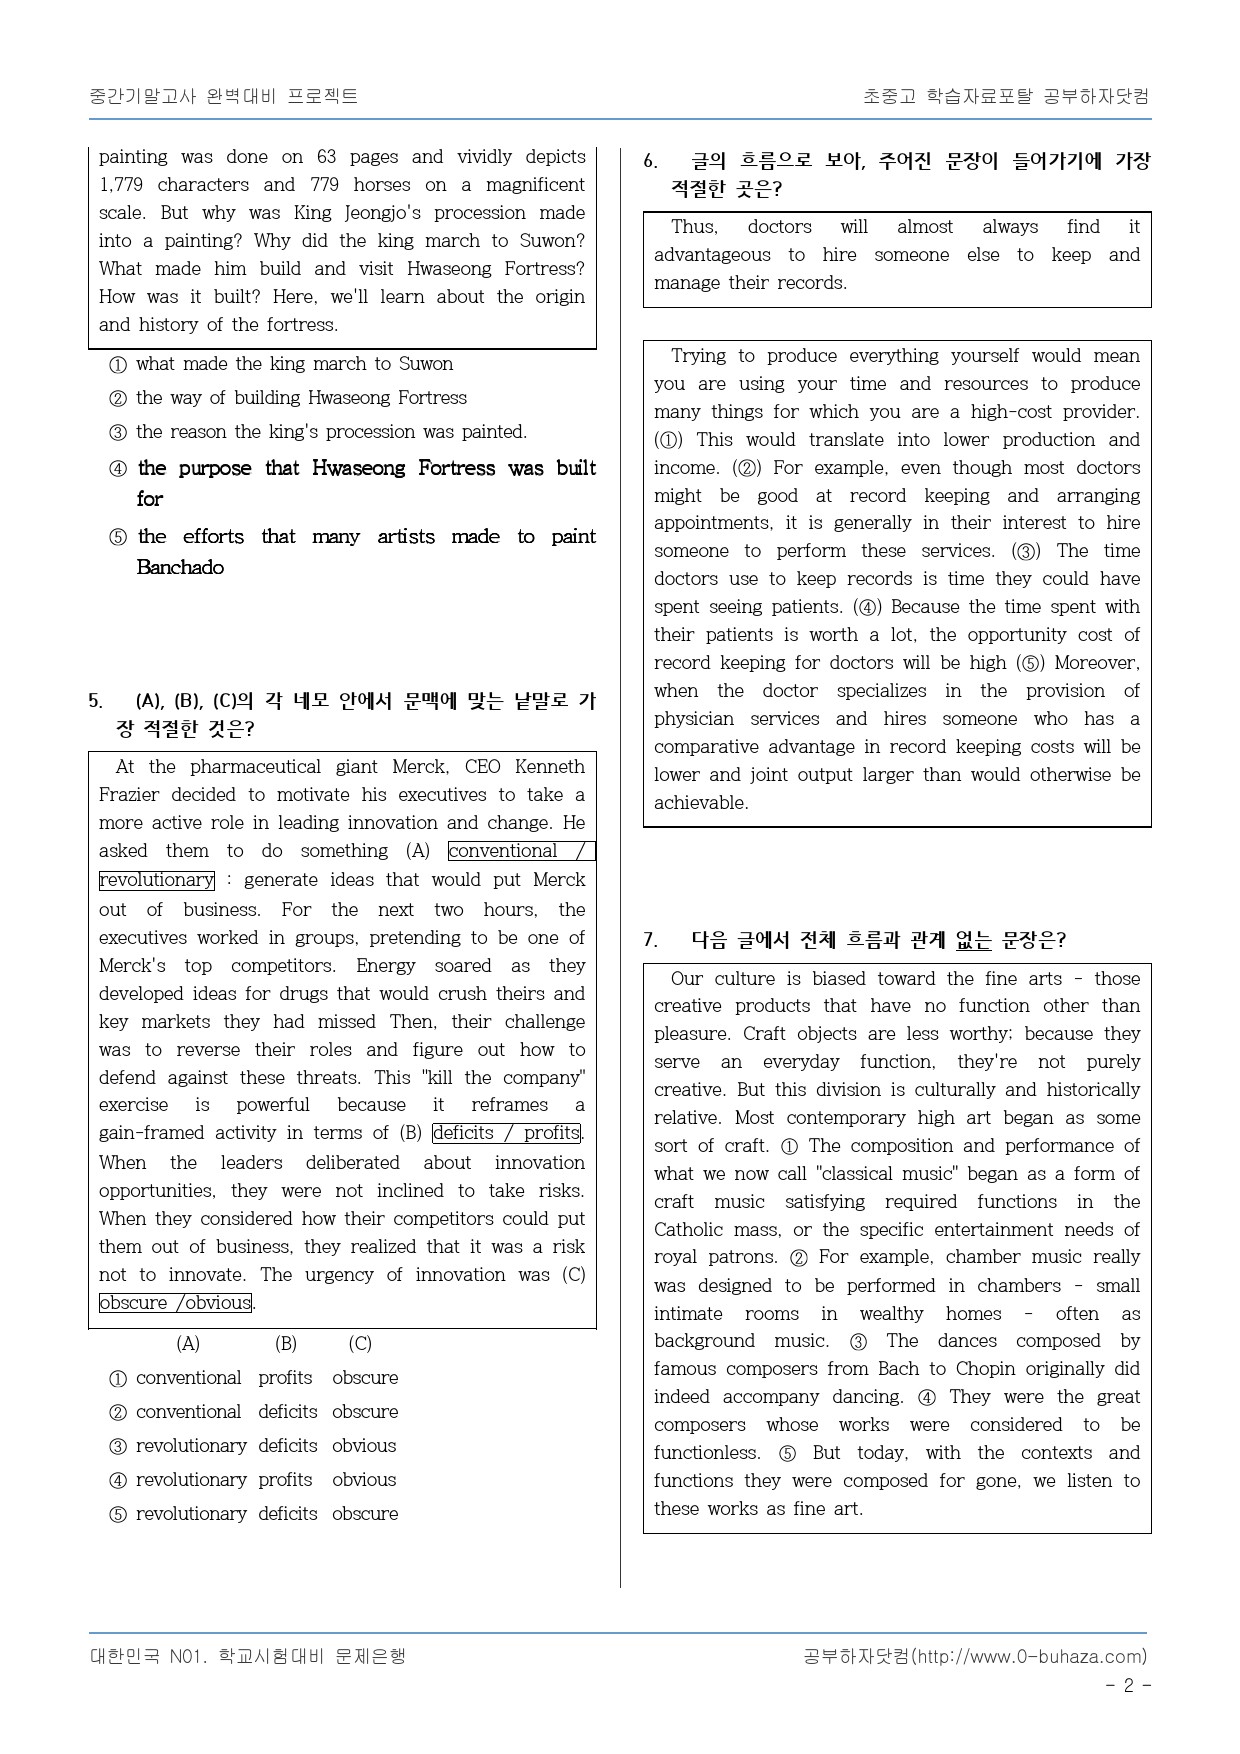 중간기말고사 완벽대비 프로젝트
초중고 학습자료포탈 공부하자닷컴
painting was done on 63 pages and vividly depicts
1,779 characters and 779 horses on a magnificent
scale. But why was King Jeongjo's procession made
into a painting? Why did the king march to Suwon?
What made him build and visit Hwaseong Fortress?
How was it built? Here, we'll learn about the origin
and history of the fortress.
① what made the king march to Suwon
② the way of building Hwaseong Fortress
③ the reason the king's procession was painted.
④ the purpose that Hwaseong Fortress was built
for
⑤ the efforts that many artists made to paint
Banchado
5. (A), (B), (C)의 각 네모 안에서 문맥에 맞는 낱말로 가
장 적절한 것은?
At the pharmaceutical giant Merck, CEO Kenneth
Frazier decided to motivate his executives to take a
more active role in leading innovation and change. He
asked them to do something (A) conventional /
revolutionary : generate ideas that would put Merck
out of business. For the next two hours, the
executives worked in groups, pretending to be one of
Merck's top competitors. Energy soared as they
developed ideas for drugs that would crush theirs and
key markets they had missed Then, their challenge
was to reverse their roles and figure out how to
defend against these threats. This "kill the company"
exercise is powerful because it reframes a
gain-framed activity in terms of (B) deficits / profits.
When the leaders deliberated about innovation
opportunities, they were not inclined to take risks.
When they considered how their competitors could put
them out of business, they realized that it was a risk
not to innovate. The urgency of innovation was (C)
obscure /obvious.
(A) (B) (C)
① conventional profits obscure
② conventional deficits obscure
③ revolutionary deficits obvious
④ revolutionary profits obvious
⑤ revolutionary deficits obscure
6. 글의 흐름으로 보아, 주어진 문장이 들어가기에 가장
적절한 곳은?
Thus, doctors will almost always find it
advantageous to hire someone else to keep and
manage their records.
Trying to produce everything yourself would mean
you are using your time and resources to produce
many things for which you are a high-cost provider.
(①) This would translate into lower production and
income. (②) For example, even though most doctors
might be good at record keeping and arranging
appointments, it is generally in their interest to hire
someone to perform these services. (③) The time
doctors use to keep records is time they could have
spent seeing patients. (④) Because the time spent with
their patients is worth a lot, the opportunity cost of
record keeping for doctors will be high (⑤) Moreover,
when the doctor specializes in the provision of
physician services and hires someone who has a
comparative advantage in record keeping costs will be
lower and joint output larger than would otherwise be
achievable.
7. 다음 글에서 전체 흐름과 관계 없는 문장은?
Our culture is biased toward the fine arts - those
creative products that have no function other than
pleasure. Craft objects are less worthy; because they
serve an everyday function, they're not purely
creative. But this division is culturally and historically
relative. Most contemporary high art began as some
sort of craft. ① The composition and performance of
what we now call "classical music" began as a form of
craft music satisfying required functions in the
Catholic mass, or the specific entertainment needs of
royal patrons. ② For example, chamber music really
was designed to be performed in chambers - small
intimate rooms in wealthy homes - often as
background music. ③ The dances composed by
famous composers from Bach to Chopin originally did
indeed accompany dancing. ④ They were the great
composers whose works were considered to be
functionless. ⑤ But today, with the contexts and
functions they were composed for gone, we listen to
these works as fine art.
대한민국 N01. 학교시험대비 문제은행
공부하자닷컴(http://www.0-buhaza.com)
- 2 -